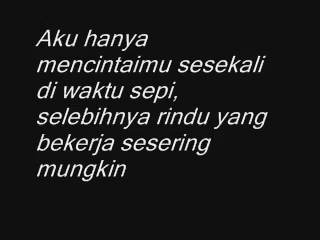 Aku hanya
mencintaimu sesekali
di waktu sepi,
selebihnya rindu yang
bekerja sesering
mungkin